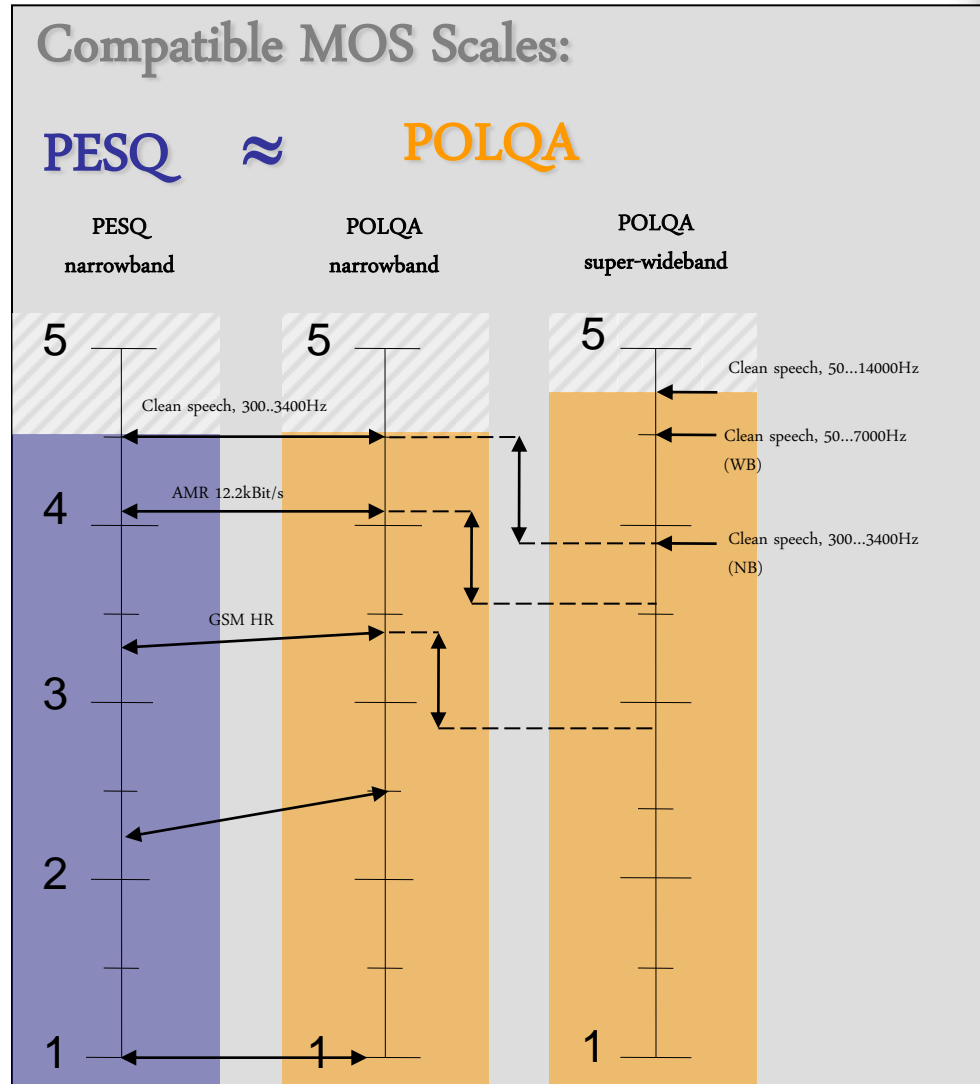 Compatible MOS Scales:
PESQ ≈ POLQA
PESQ
narrowband
POLQA
narrowband
POLQA
super-wideband
5
5
5
Clean speech, 50...14000Hz
Clean speech, 300..3400Hz
Clean speech, 50...7000Hz
(WB)
4
AMR 12.2kBit/s
Clean speech, 300...3400Hz
(NB)
GSM HR
3
2
1
1
1